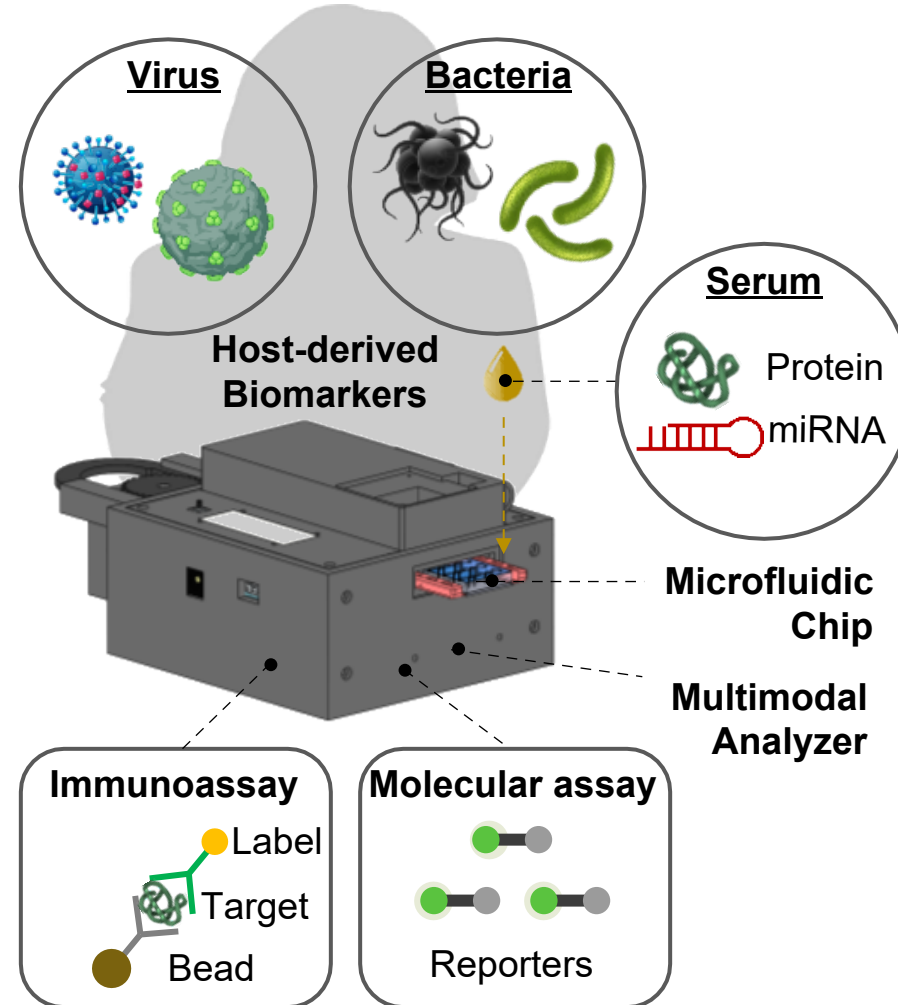 Virus
Bacteria
Serum
Protein
miRNA
Host-derived
Biomarkers
Microfluidic
Chip
Multimodal
Analyzer
Immunoassay
Label
Target
Bead
Molecular assay
Reporters